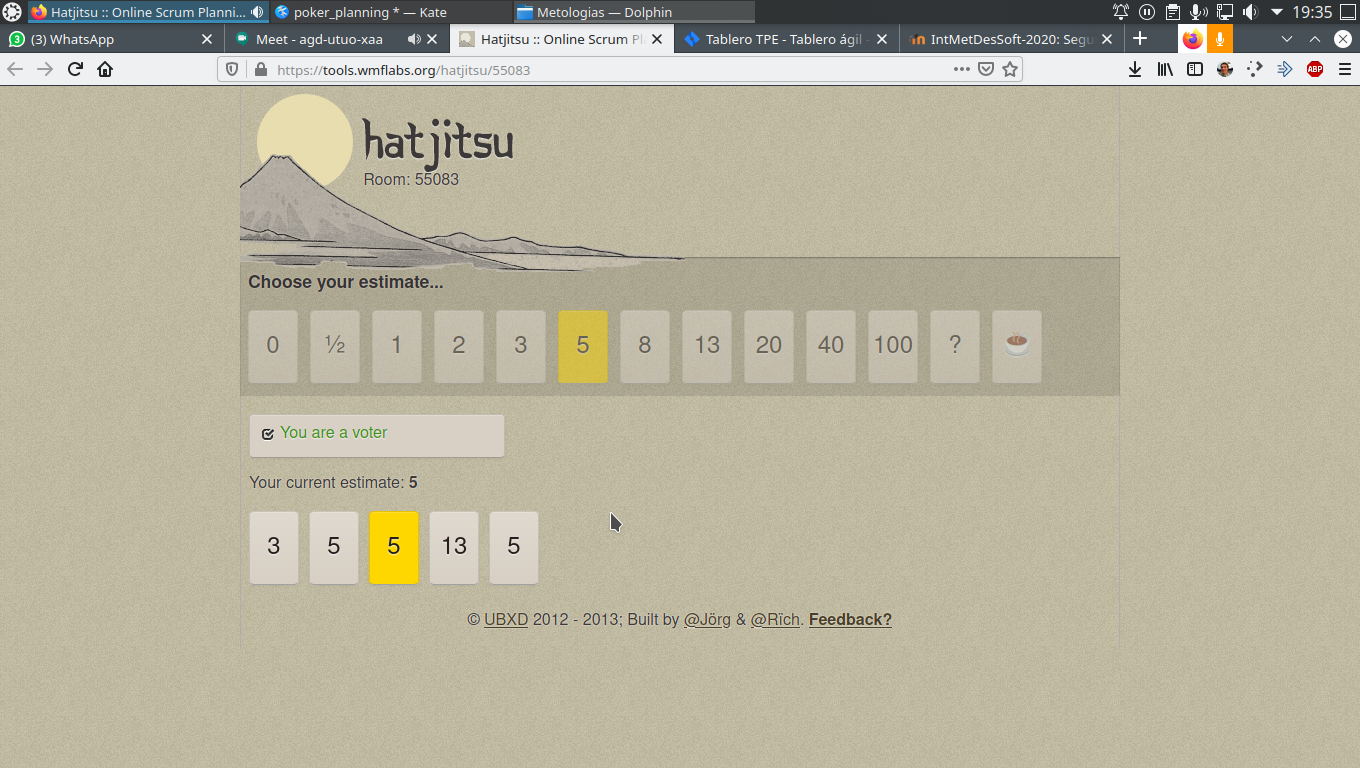 Hatjitsu :: Online Scrum Planni... poker_planning * — Kate Metologias — Dolphin 19:35
(3) WhatsApp Meet - agd-utuo-xaa Hatjitsu :: Online Scrum Pl Tablero TPE - Tablero ágil - IntMetDesSoft-2020: Segu
https://tools.wmflabs.org/hatjitsu/55083 ABP
hatjitsu
Room: 55083
Choose your estimate...
0 ½ 1 2 3 5 8 13 20 40 100 ?
You are a voter
Your current estimate: 5
3 5 5 13 5
© UBXD 2012 - 2013; Built by @Jörg & @Rïch. Feedback?